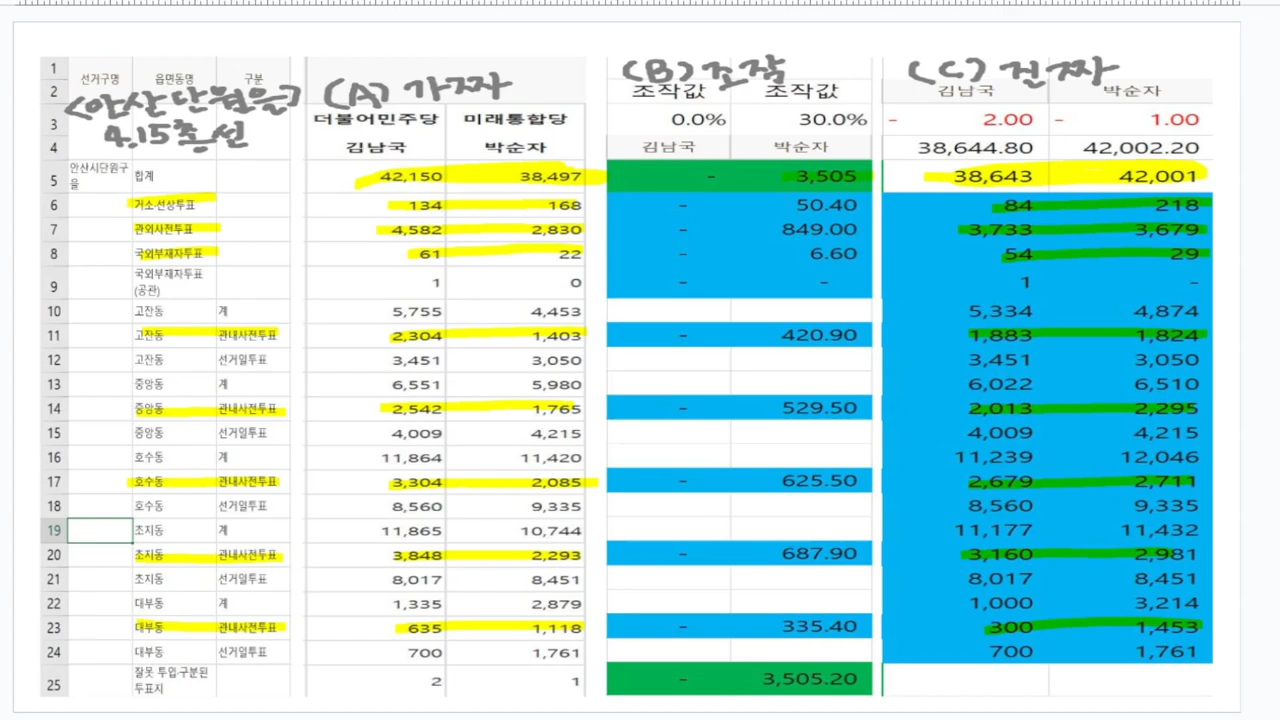 1 선거구명 읍면동명 구분 (A) 가짜 (B) 조작 (C) 진짜
2 <안산 단원을> 조작값 조작값 김남국 박순자
3 4.15총선 더불어민주당 미래통합당 0.0% 30.0% - 2.00 - 1.00
4 김남국 박순자 김남국 박순자 38,644.80 42,002.20
5 안산시단원구을 합계 42,150 38,497 - 3,505 38,643 42,001
6 거소·선상투표 134 168 - 50.40 84 218
7 관외사전투표 4,582 2,830 - 849.00 3,733 3,679
8 국외부재자투표 61 22 - 6.60 54 29
9 국외부재자투표(공관) 1 0 - - 1 -
10 고잔동 계 5,755 4,453 5,334 4,874
11 고잔동 관내사전투표 2,304 1,403 - 420.90 1,883 1,824
12 고잔동 선거일투표 3,451 3,050 3,451 3,050
13 중앙동 계 6,551 5,980 6,022 6,510
14 중앙동 관내사전투표 2,542 1,765 - 529.50 2,013 2,295
15 중앙동 선거일투표 4,009 4,215 4,009 4,215
16 호수동 계 11,864 11,420 11,239 12,046
17 호수동 관내사전투표 3,304 2,085 - 625.50 2,679 2,711
18 호수동 선거일투표 8,560 9,335 8,560 9,335
19 초지동 계 11,865 10,744 11,177 11,432
20 초지동 관내사전투표 3,848 2,293 - 687.90 3,160 2,981
21 초지동 선거일투표 8,017 8,451 8,017 8,451
22 대부동 계 1,335 2,879 1,000 3,214
23 대부동 관내사전투표 635 1,118 - 335.40 300 1,453
24 대부동 선거일투표 700 1,761 700 1,761
25 잘못 투입·구분된 투표지 2 1 - 3,505.20